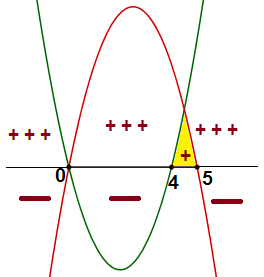 + + +
+ + +
+ + +
+
0
4
5
— — —